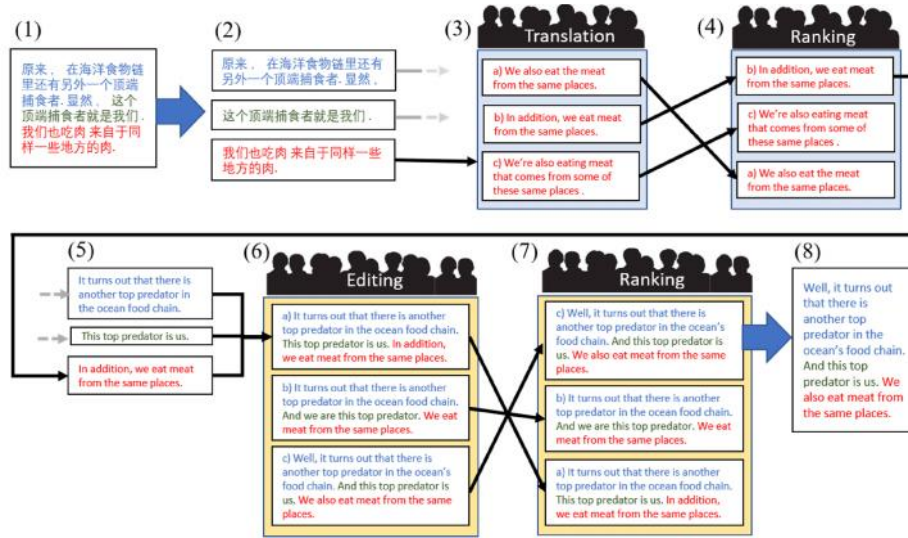 (1)
原来，在海洋食物链
里还有另外一个顶端
捕食者.显然，这个
顶端捕食者就是我们.
我们也吃肉 来自于同
样一些地方的肉.
(2)
原来，在海洋食物链里还有
另外一个顶端捕食者.显然，
这个顶端捕食者就是我们.
我们也吃肉 来自于同样一些
地方的肉.
(3)
Translation
a) We also eat the meat
from the same places.
b) In addition, we eat meat
from the same places.
c) We're also eating meat
that comes from some of
these same places .
(4)
Ranking
b) In addition, we eat meat
from the same places.
c) We're also eating meat
that comes from some of
these same places .
a) We also eat the meat
from the same places.
(5)
It turns out that there is
another top predator in
the ocean food chain.
This top predator is us.
In addition, we eat meat
from the same places.
(6)
Editing
a) It turns out that there is another
top predator in the ocean food chain.
This top predator is us. In addition,
we eat meat from the same places.
b) It turns out that there is another
top predator in the ocean food chain.
And we are this top predator. We eat
meat from the same places.
c) Well, it turns out that there is
another top predator in the ocean's
food chain. And this top predator is
us. We also eat meat from the same
places.
(7)
Ranking
c) Well, it turns out that there is
another top predator in the ocean's
food chain. And this top predator is
us. We also eat meat from the same
places.
b) It turns out that there is another
top predator in the ocean food chain.
And we are this top predator. We eat
meat from the same places.
a) It turns out that there is another
top predator in the ocean food chain.
This top predator is us. In addition,
we eat meat from the same places.
(8)
Well, it turns out
that there is
another top
predator in the
ocean's food chain.
And this top
predator is us. We
also eat meat from
the same places.